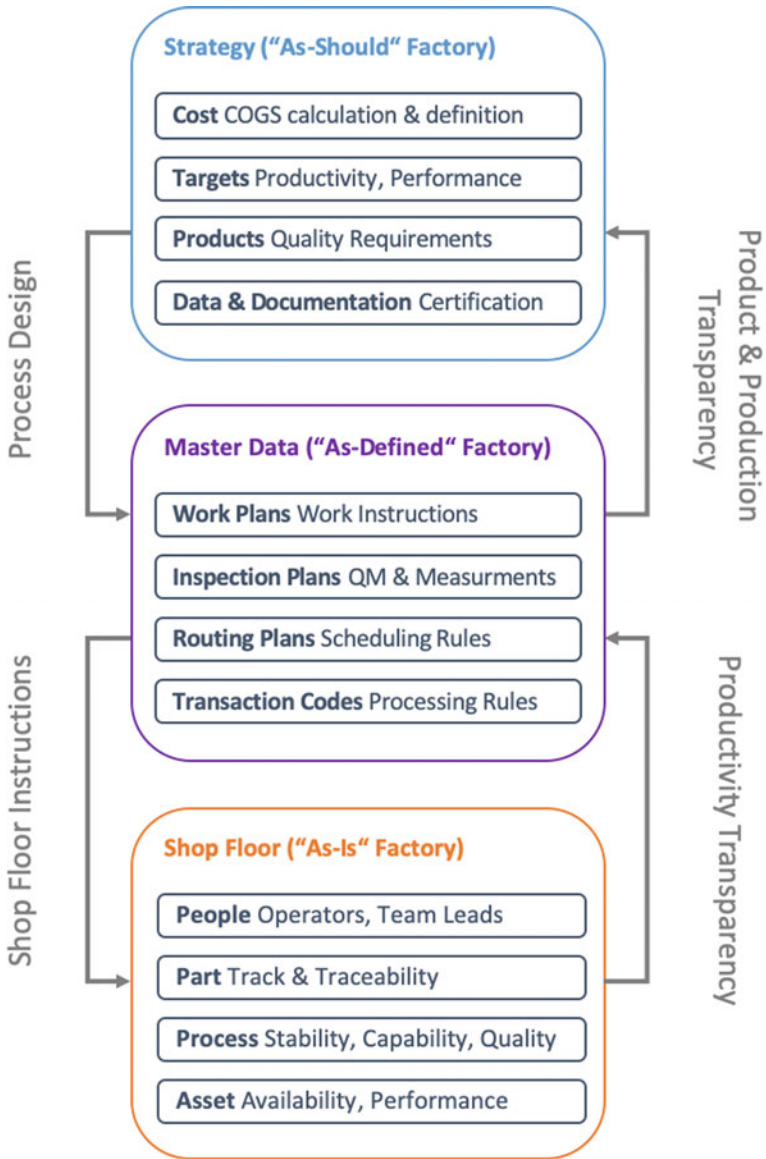 Strategy (“As-Should“ Factory)
Cost COGS calculation & definition
Targets Productivity, Performance
Products Quality Requirements
Data & Documentation Certification
Process Design
Product & Production
Transparency
Master Data (“As-Defined“ Factory)
Work Plans Work Instructions
Inspection Plans QM & Measurments
Routing Plans Scheduling Rules
Transaction Codes Processing Rules
Shop Floor Instructions
Productivity Transparency
Shop Floor (“As-Is“ Factory)
People Operators, Team Leads
Part Track & Traceability
Process Stability, Capability, Quality
Asset Availability, Performance